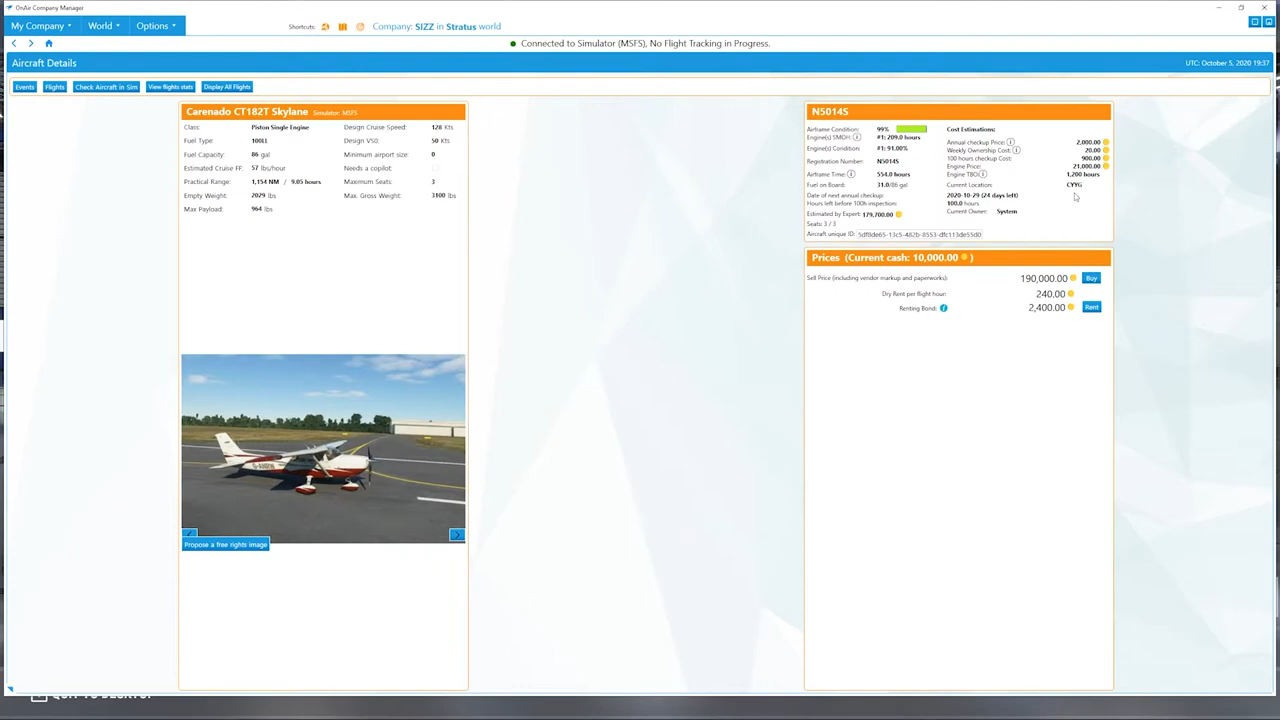 OnAir Company Manager
My Company World Options Shortcuts: Company: SIZZ in Stratus world
Connected to Simulator (MSFS), No Flight Tracking in Progress.
Aircraft Details UTC: October 5, 2020 19:37
Events Flights Check Aircraft in Sim View flights stats Display All Flights
Carenado CT182T Skylane Simulator: MSFS
Class: Piston Single Engine Design Cruise Speed: 128 Kts
Fuel Type: 100LL Design VS0: 50 Kts
Fuel Capacity: 86 gal Minimum airport size: 0
Estimated Cruise FF: 57 lbs/hour Needs a copilot:
Practical Range: 1,154 NM / 9.05 hours Maximum Seats: 3
Empty Weight: 2029 lbs Max. Gross Weight: 3100 lbs
Max Payload: 964 lbs
Propose a free rights image
N5014S
Airframe Condition: 99%
Engine(s) SMOH: #1: 209.0 hours
Engine(s) Condition: #1: 91.00%
Registration Number: N5014S
Airframe Time: 554.0 hours
Fuel on Board: 31.0/86 gal
Date of next annual checkup: 2020-10-29 (24 days left)
Hours left before 100h inspection: 100.0 hours
Estimated by Expert: 179,700.00 Current Owner: System
Seats: 3 / 3
Aircraft unique ID: 5df8de65-13c5-482b-8553-dfc113de55d0
Cost Estimations:
Annual checkup Price: 2,000.00
Weekly Ownership Cost: 20.00
100 hours checkup Cost: 900.00
Engine Price: 21,000.00
Engine TBO: 1,200 hours
Current Location: CYYG
Prices (Current cash: 10,000.00 )
Sell Price (including vendor markup and paperworks): 190,000.00 Buy
Dry Rent per flight hour: 240.00
Renting Bond: 2,400.00 Rent
QUIT TO DESKTOP